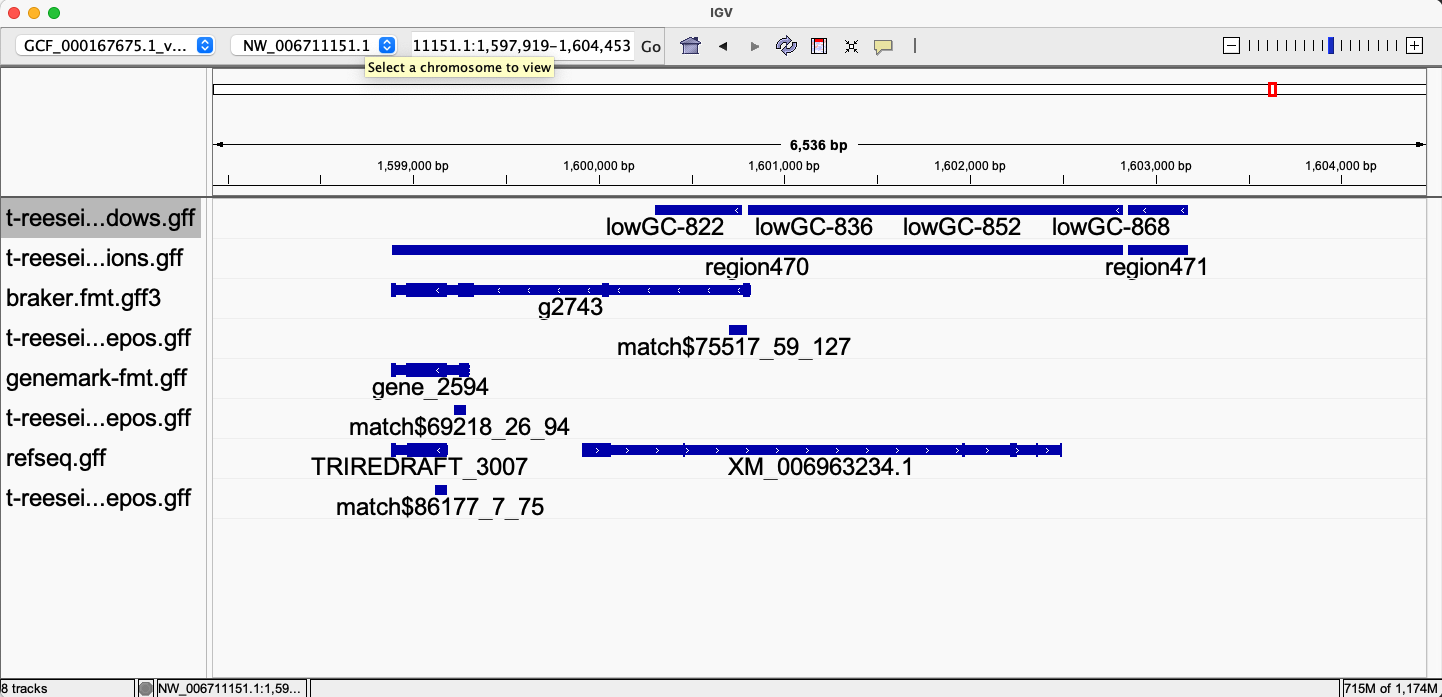 IGV
GCF_000167675.1_v... NW_006711151.1 11151.1:1,597,919-1,604,453 Go
Select a chromosome to view
6,536 bp
1,599,000 bp 1,600,000 bp 1,601,000 bp 1,602,000 bp 1,603,000 bp 1,604,000 bp
t-reesei...dows.gff
lowGC-822 lowGC-836 lowGC-852 lowGC-868
t-reesei...ions.gff
region470 region471
braker.fmt.gff3
g2743
t-reesei...epos.gff
match$75517_59_127
genemark-fmt.gff
gene_2594
t-reesei...epos.gff
match$69218_26_94
refseq.gff
TRIREDRAFT_3007 XM_006963234.1
t-reesei...epos.gff
match$86177_7_75
8 tracks NW_006711151.1:1,59... 715M of 1,174M